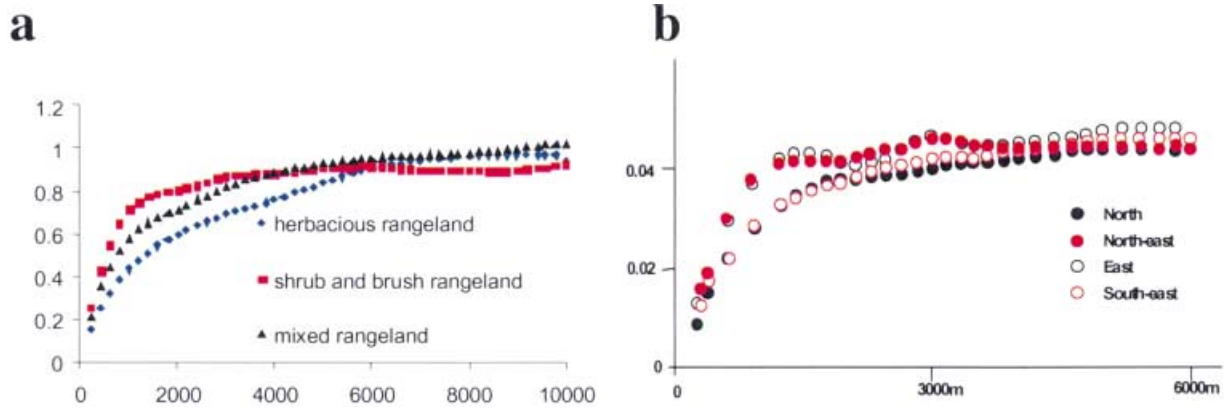 a
1.2
1
0.8
0.6
0.4
0.2
0
0 2000 4000 6000 8000 10000
herbacious rangeland
shrub and brush rangeland
mixed rangeland
b
0.04
0.02
0
0 3000m 6000m
North
North-east
East
South-east